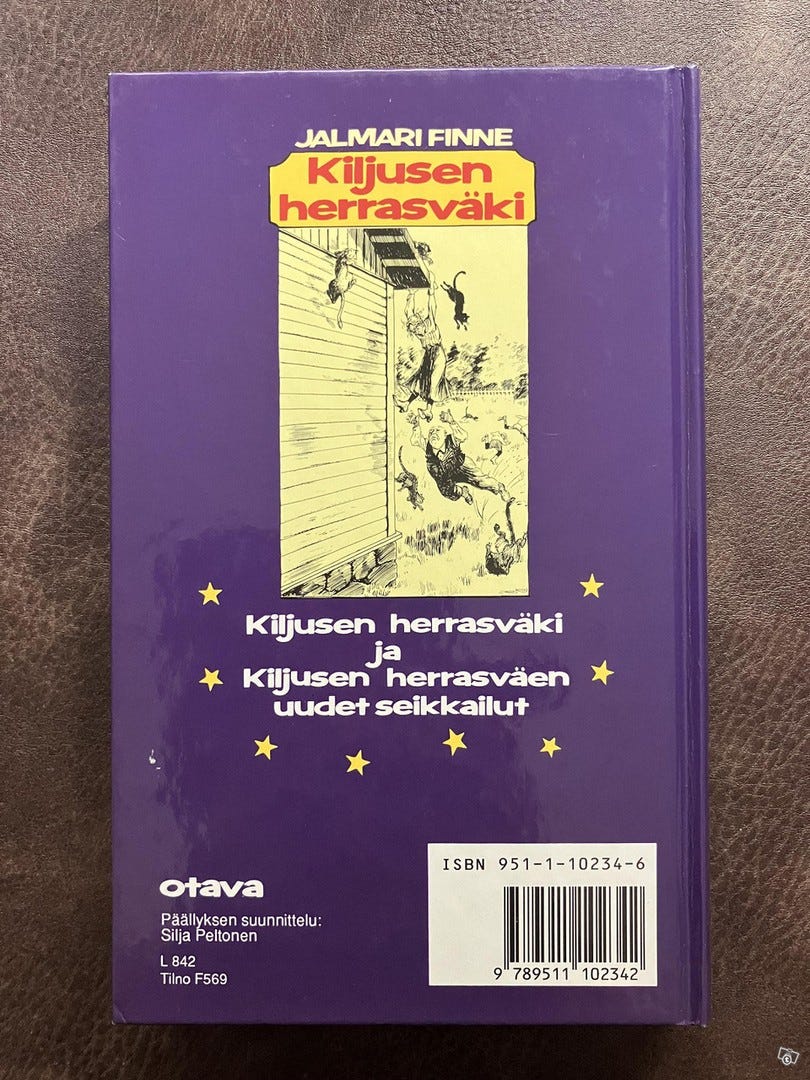 JALMARI FINNE
Kiljusen
herrasväki
Kiljusen herrasväki
ja
Kiljusen herrasväen
uudet seikkailut
otava
Päällyksen suunnittelu:
Silja Peltonen
L 842
Tilno F569
ISBN 951-1-10234-6
9 789511 102342